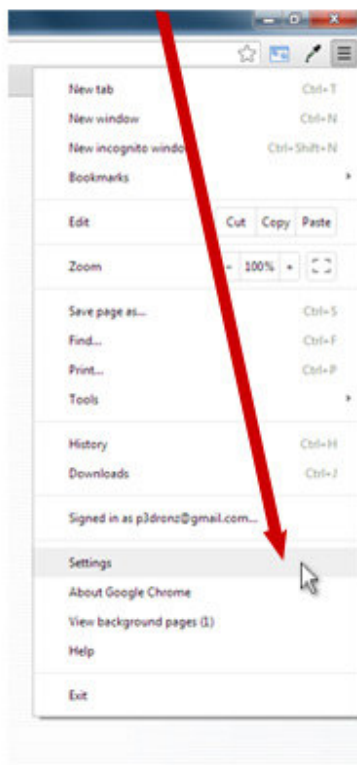 New tab Ctrl+T
New window Ctrl+N
New incognito window Ctrl+Shift+N
Bookmarks
Edit Cut Copy Paste
Zoom - 100% +
Save page as... Ctrl+S
Find... Ctrl+F
Print... Ctrl+P
Tools
History Ctrl+H
Downloads Ctrl+J
Signed in as p3dronz@gmail.com...
Settings
About Google Chrome
View background pages (1)
Help
Exit